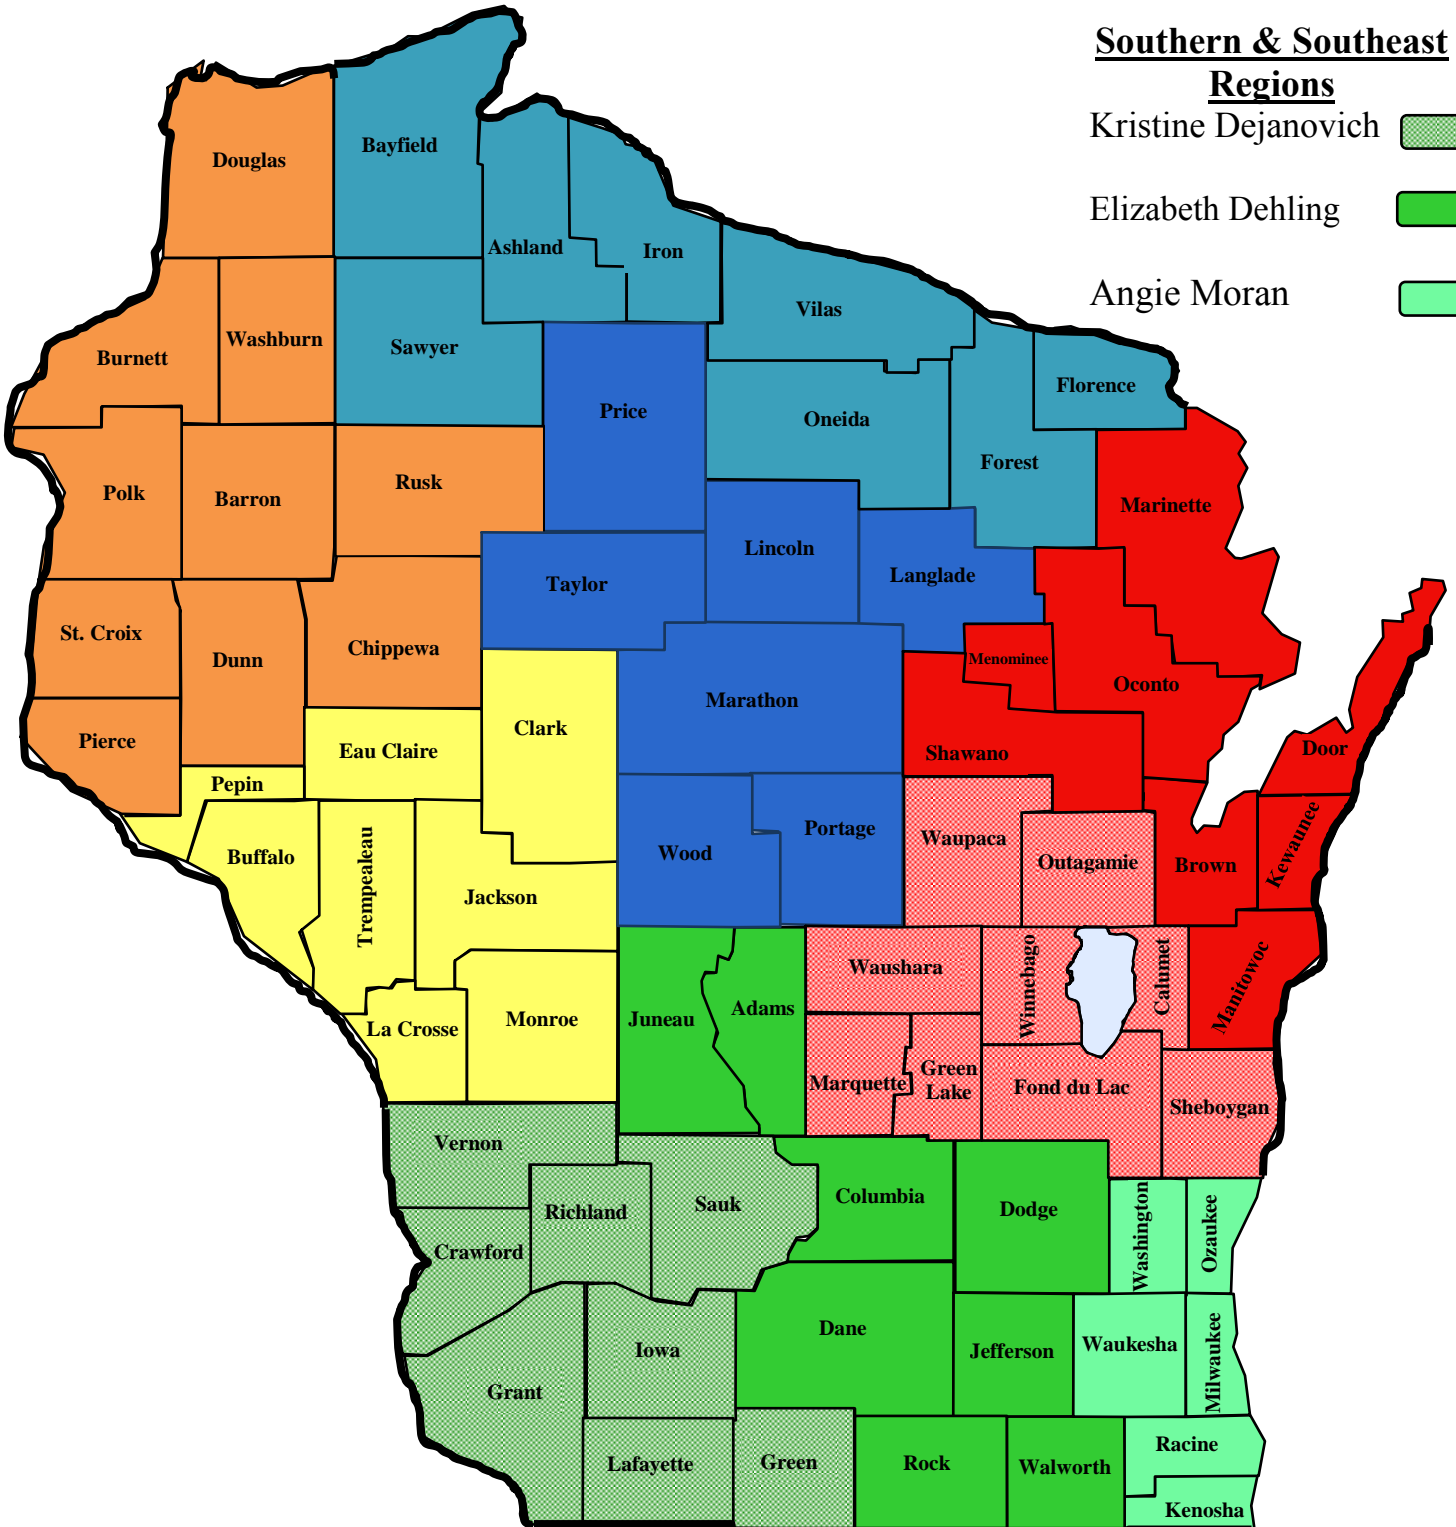 Southern & Southeast
Regions
Kristine Dejanovich
Elizabeth Dehling
Angie Moran
Douglas
Bayfield
Ashland
Iron
Vilas
Burnett
Washburn
Sawyer
Price
Oneida
Florence
Forest
Polk
Barron
Rusk
Marinette
Lincoln
Langlade
Taylor
St. Croix
Dunn
Chippewa
Menominee
Oconto
Marathon
Pierce
Eau Claire
Clark
Shawano
Door
Pepin
Buffalo
Trempealeau
Jackson
Wood
Portage
Waupaca
Outagamie
Brown
Kewaunee
Waushara
Winnebago
Calumet
Manitowoc
La Crosse
Monroe
Juneau
Adams
Marquette
Green
Lake
Fond du Lac
Sheboygan
Vernon
Richland
Sauk
Columbia
Dodge
Washington
Ozaukee
Crawford
Grant
Iowa
Dane
Jefferson
Waukesha
Milwaukee
Lafayette
Green
Rock
Walworth
Racine
Kenosha